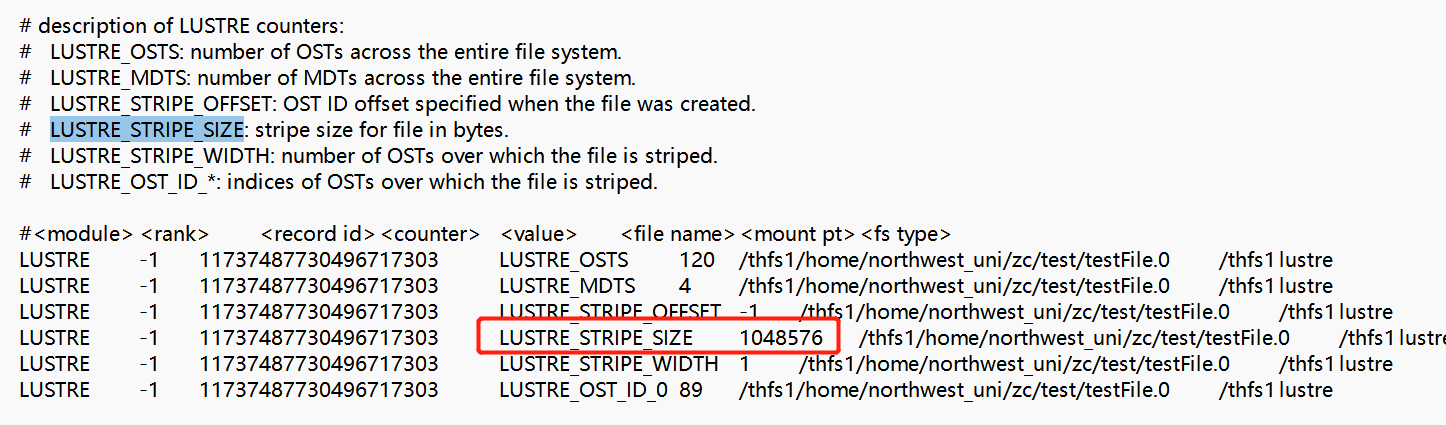 # description of LUSTRE counters:
#   LUSTRE_OSTS: number of OSTs across the entire file system.
#   LUSTRE_MDTS: number of MDTs across the entire file system.
#   LUSTRE_STRIPE_OFFSET: OST ID offset specified when the file was created.
#   LUSTRE_STRIPE_SIZE: stripe size for file in bytes.
#   LUSTRE_STRIPE_WIDTH: number of OSTs over which the file is striped.
#   LUSTRE_OST_ID_*: indices of OSTs over which the file is striped.
#<module> <rank> <record id> <counter> <value> <file name> <mount pt> <fs type>
LUSTRE -1 11737487730496717303 LUSTRE_OSTS 120 /thfs1/home/northwest_uni/zc/test/testFile.0 /thfs1 lustre
LUSTRE -1 11737487730496717303 LUSTRE_MDTS 4 /thfs1/home/northwest_uni/zc/test/testFile.0 /thfs1 lustre
LUSTRE -1 11737487730496717303 LUSTRE_STRIPE_OFFSET -1 /thfs1/home/northwest_uni/zc/test/testFile.0 /thfs1 lustre
LUSTRE -1 11737487730496717303 LUSTRE_STRIPE_SIZE 1048576 /thfs1/home/northwest_uni/zc/test/testFile.0 /thfs1 lustre
LUSTRE -1 11737487730496717303 LUSTRE_STRIPE_WIDTH 1 /thfs1/home/northwest_uni/zc/test/testFile.0 /thfs1 lustre
LUSTRE -1 11737487730496717303 LUSTRE_OST_ID_0 89 /thfs1/home/northwest_uni/zc/test/testFile.0 /thfs1 lustre